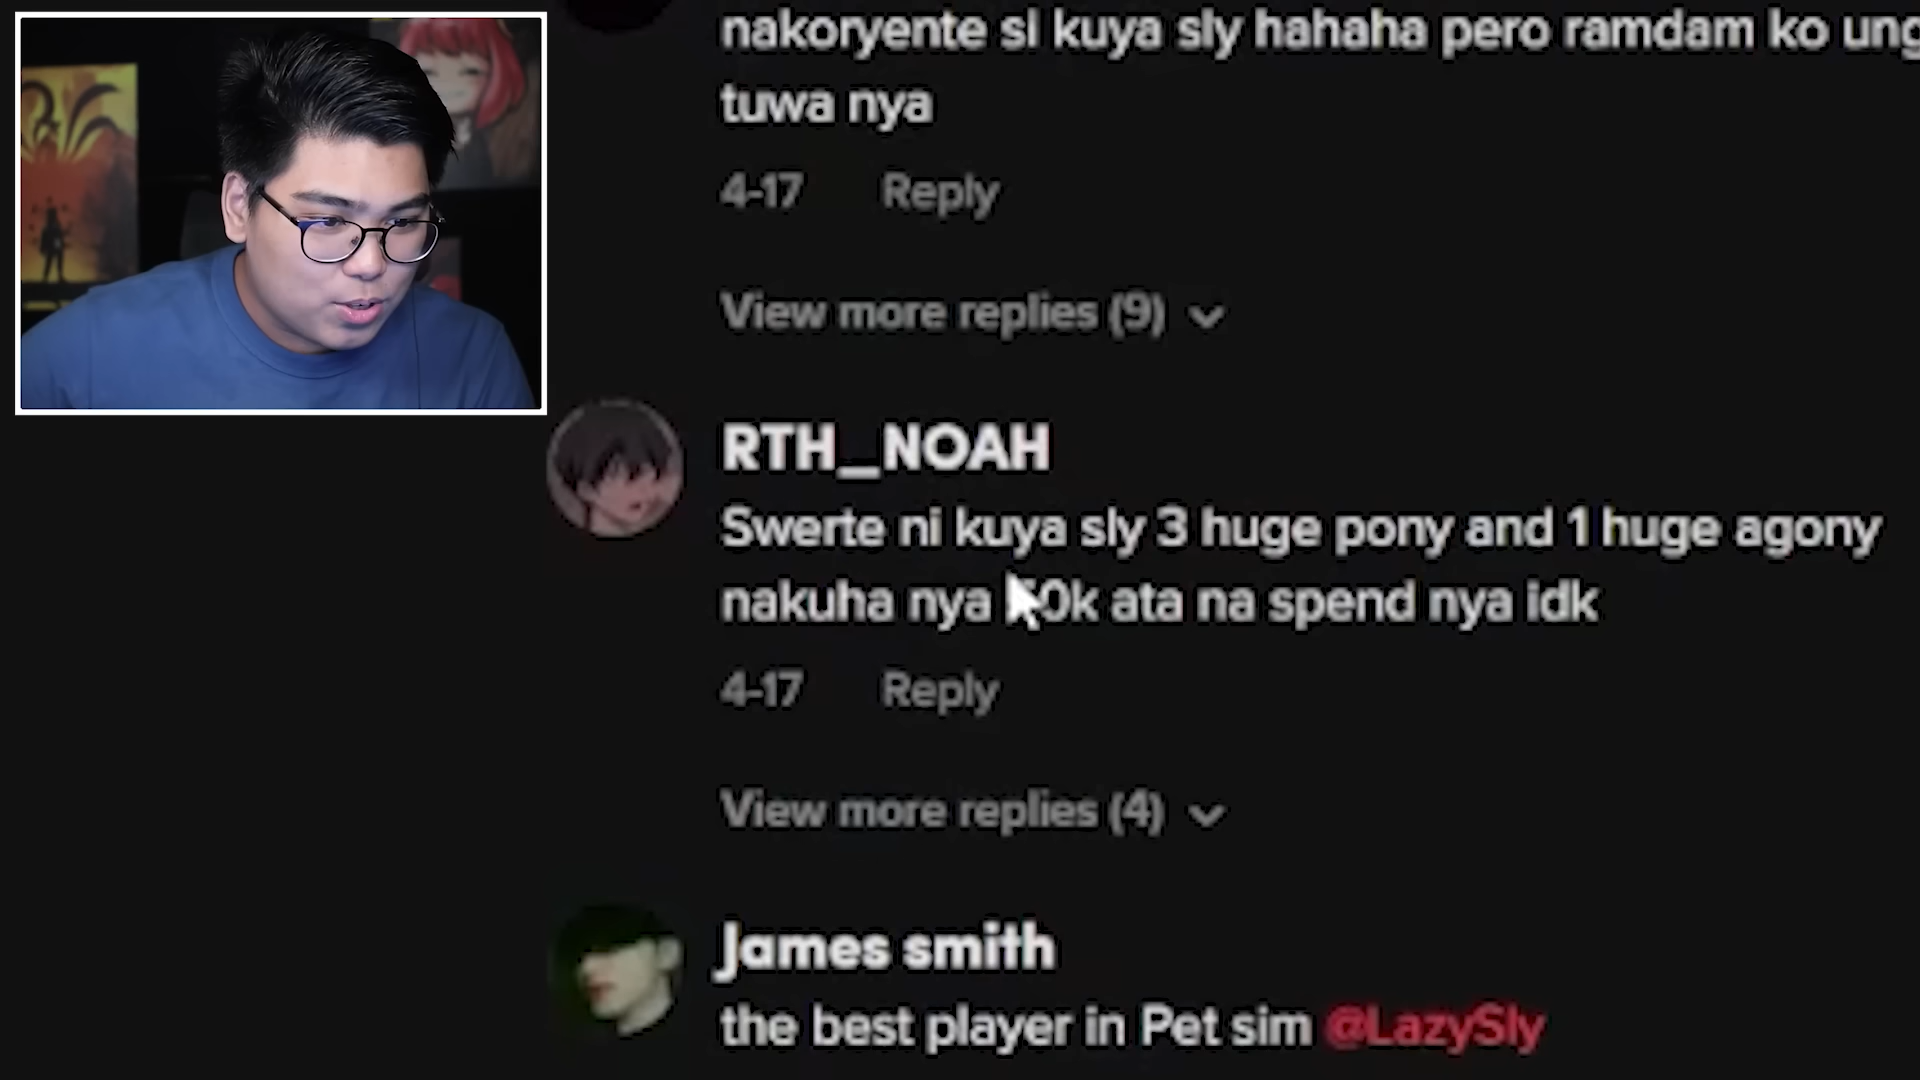 nakoryente si kuya sly hahaha pero ramdam ko ung
tuwa nya
4-17 Reply
View more replies (9)
RTH_NOAH
Swerte ni kuya sly 3 huge pony and 1 huge agony
nakuha nya ata na spend nya idk
4-17 Reply
View more replies (4)
James smith
the best player in Pet sim @LazySly